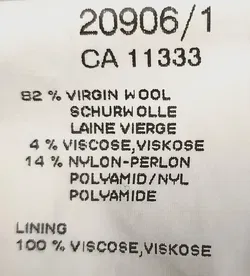 20906/1
CA 11333
82 % VIRGIN WOOL
SCHURWOLLE
LAINE VIERGE
4 % VISCOSE,VISKOSE
14 % NYLON-PERLON
POLYAMID/NYL
POLYAMIDE
LINING
100 % VISCOSE,VISKOSE